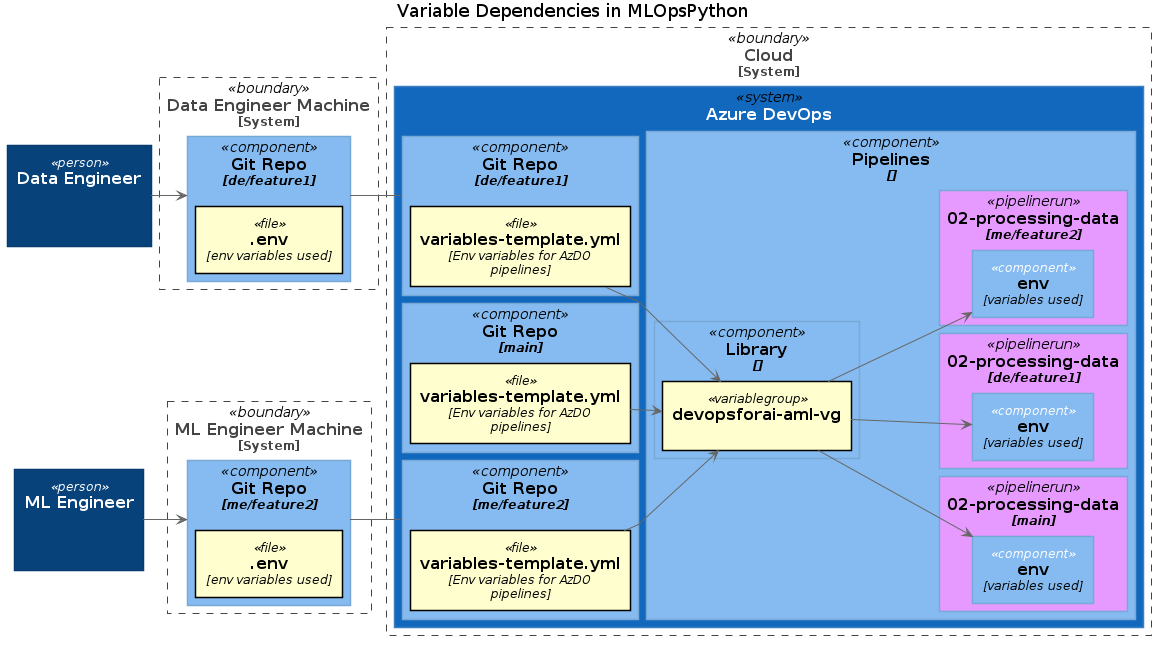 Variable Dependencies in MLOpsPython
«boundary»
Cloud
[System]
«system»
Azure DevOps
«boundary»
Data Engineer Machine
[System]
«person»
Data Engineer
«component»
Git Repo
[de/feature1]
«file»
.env
[env variables used]
«component»
Git Repo
[de/feature1]
«file»
variables-template.yml
[Env variables for AzDO
pipelines]
«component»
Git Repo
[main]
«file»
variables-template.yml
[Env variables for AzDO
pipelines]
«boundary»
ML Engineer Machine
[System]
«person»
ML Engineer
«component»
Git Repo
[me/feature2]
«file»
.env
[env variables used]
«component»
Git Repo
[me/feature2]
«file»
variables-template.yml
[Env variables for AzDO
pipelines]
«component»
Pipelines
[]
«component»
Library
[]
«variablegroup»
devopsforai-aml-vg
«pipelinerun»
02-processing-data
[me/feature2]
«component»
env
[variables used]
«pipelinerun»
02-processing-data
[de/feature1]
«component»
env
[variables used]
«pipelinerun»
02-processing-data
[main]
«component»
env
[variables used]